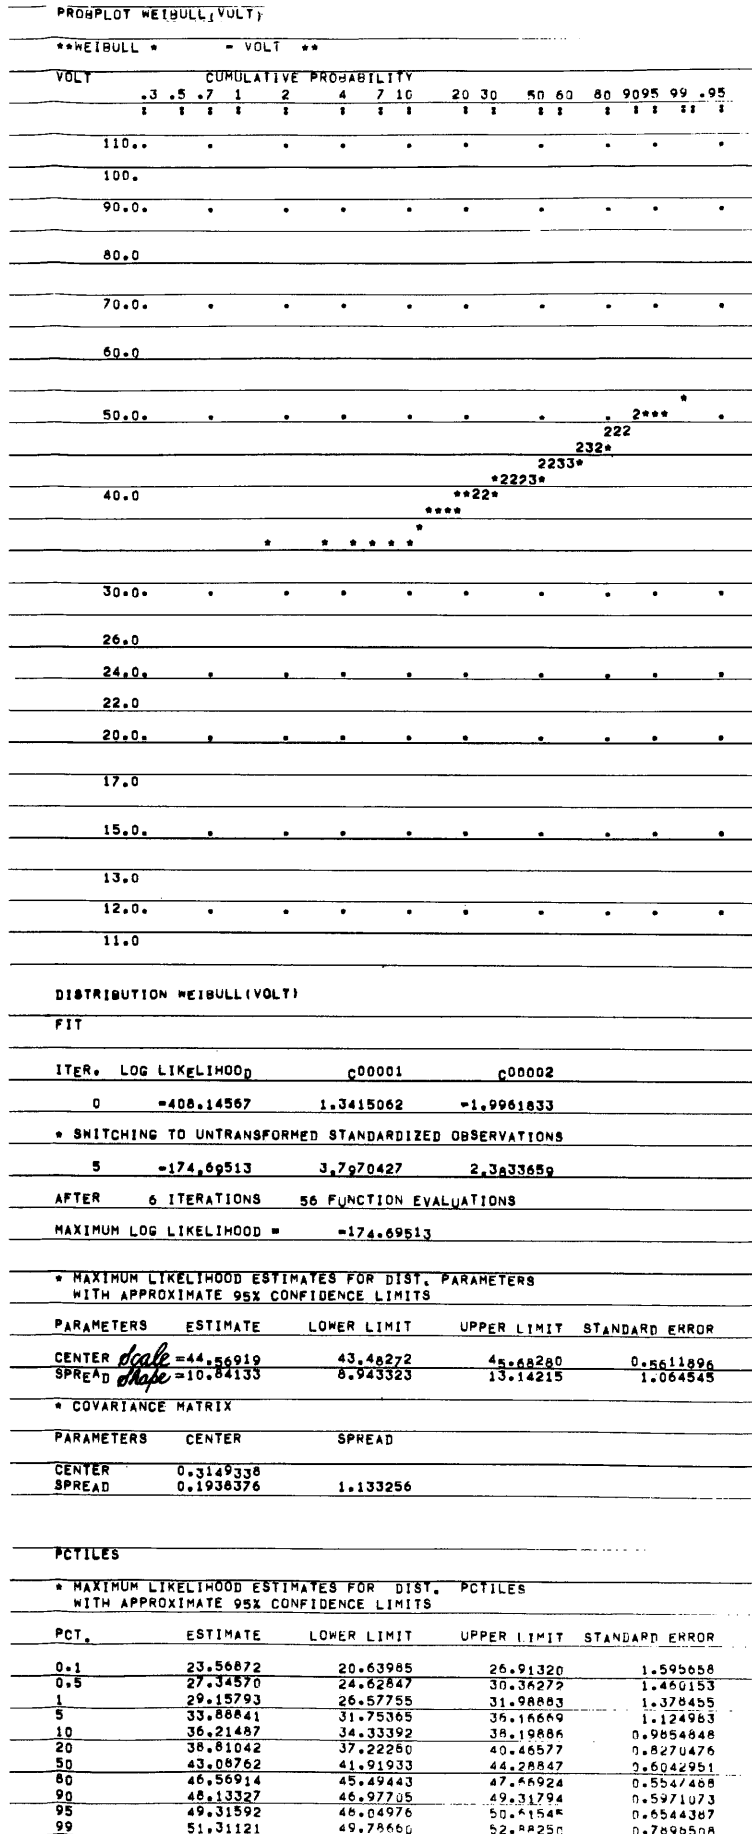 PROBPLOT WEIBULL(VOLT)
**WEIBULL * = VOLT **
VOLT CUMULATIVE PROBABILITY
.3 .5 .7 1 2 4 7 10 20 30 50 60 80 9095 99 .95
110..
100.
90.0.
80.0
70.0.
60.0
*
50.0. 2***
222
232*
2233*
*2223*
40.0 **22*
****
*
* * * * * *
30.0.
26.0
24.0.
22.0
20.0.
17.0
15.0.
13.0
12.0.
11.0
DISTRIBUTION WEIBULL(VOLT)
FIT
ITER. LOG LIKELIHOOD C00001 C00002
0 =408.14567 1.3415062 =1.9961833
* SWITCHING TO UNTRANSFORMED STANDARDIZED OBSERVATIONS
5 =174.69513 3.7970427 2.3833659
AFTER 6 ITERATIONS 56 FUNCTION EVALUATIONS
MAXIMUM LOG LIKELIHOOD = =174.69513
* MAXIMUM LIKELIHOOD ESTIMATES FOR DIST. PARAMETERS
WITH APPROXIMATE 95% CONFIDENCE LIMITS
PARAMETERS ESTIMATE LOWER LIMIT UPPER LIMIT STANDARD ERROR
CENTER Scale =44.56919 43.48272 45.68280 0.5611896
SPREAD Shape =10.84133 8.943323 13.14215 1.064545
* COVARIANCE MATRIX
PARAMETERS CENTER SPREAD
CENTER 0.3149338
SPREAD 0.1938376 1.133256
PCTILES
* MAXIMUM LIKELIHOOD ESTIMATES FOR DIST. PCTILES
WITH APPROXIMATE 95% CONFIDENCE LIMITS
PCT. ESTIMATE LOWER LIMIT UPPER LIMIT STANDARD ERROR
0.1 23.56872 20.63985 26.91320 1.595658
0.5 27.34570 24.62847 30.36272 1.460153
1 29.15793 26.57755 31.98883 1.378455
5 33.88841 31.75365 36.16669 1.124983
10 36.21487 34.33392 38.19886 0.9854848
20 38.81042 37.22280 40.46577 0.8270476
50 43.08762 41.91933 44.28847 0.6042951
80 46.56914 45.49443 47.66924 0.5547468
90 48.13327 46.97705 49.31794 0.5971073
95 49.31592 48.04976 50.61545 0.6544387
99 51.31121 49.78660 52.88250 0.7896508